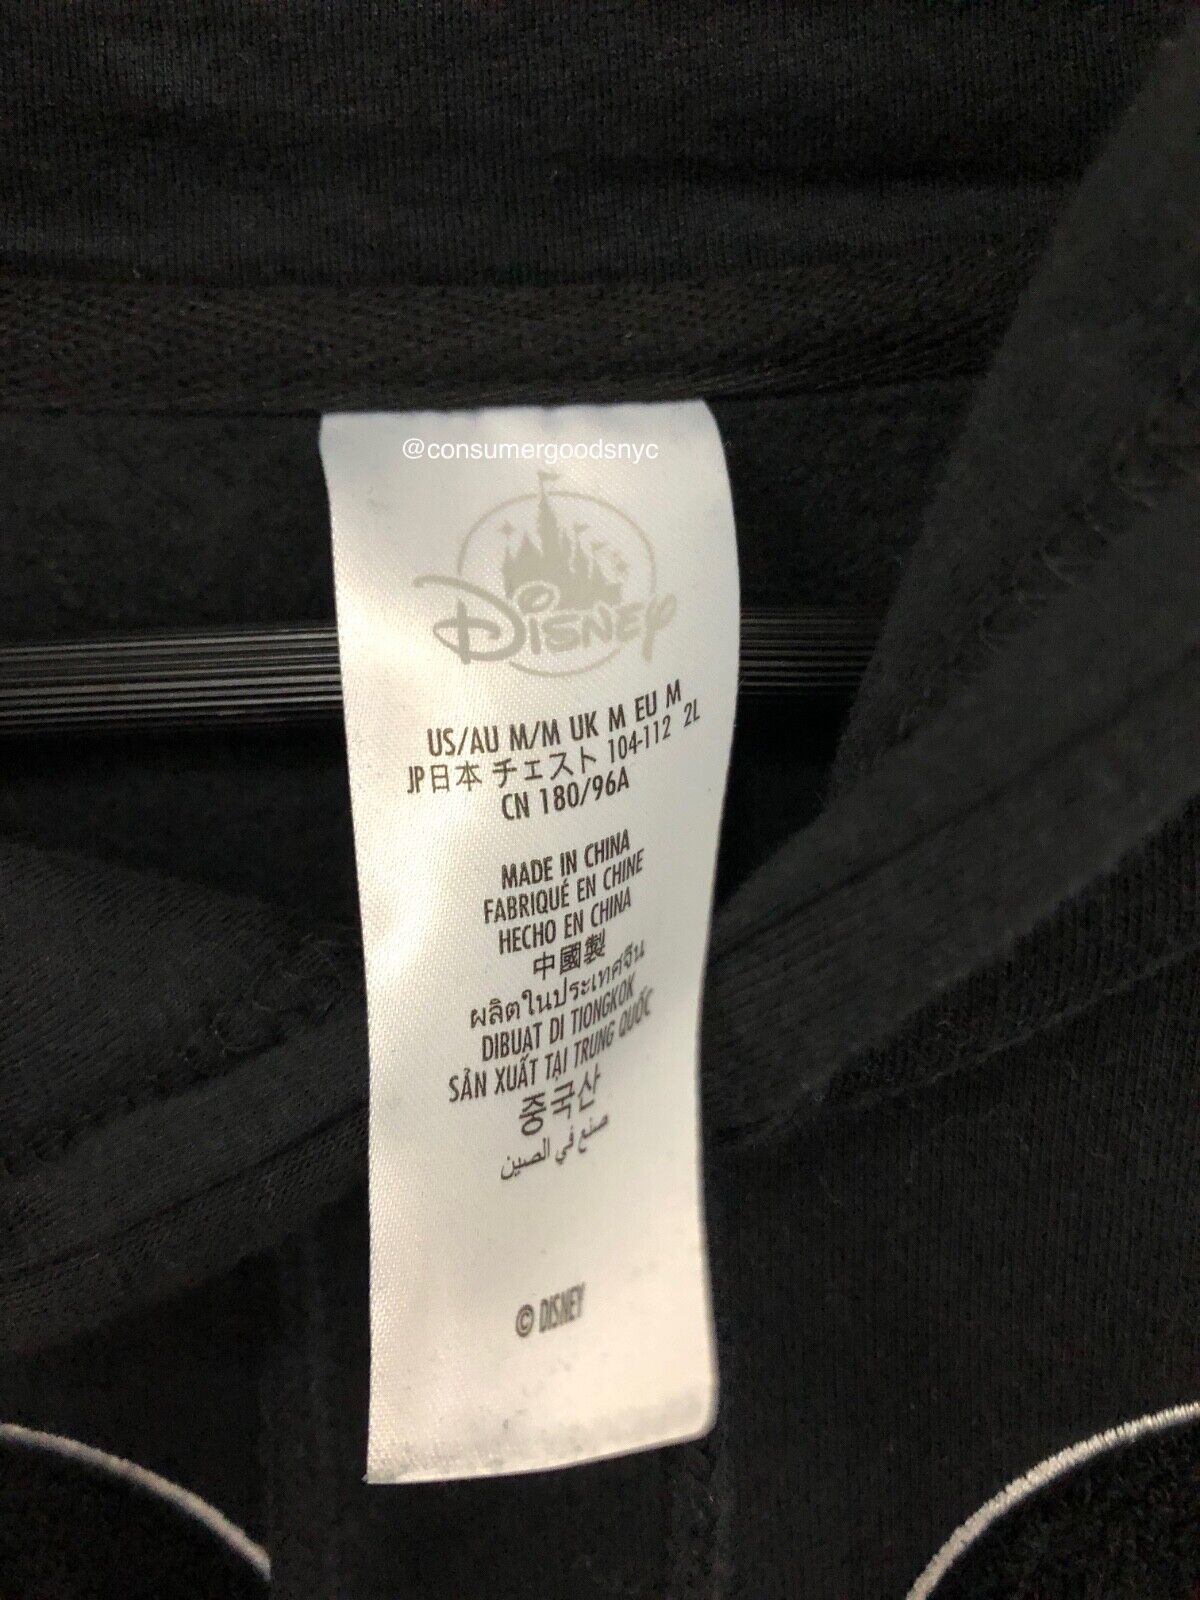 @consumergoodsnyc
Disney
US/AU M/M UK M EU M
JP日本 チェスト 104-112 2L
CN 180/96A
MADE IN CHINA
FABRIQUÉ EN CHINE
HECHO EN CHINA
中國製
ผลิตในประเทศจีน
DIBUAT DI TIONGKOK
SẢN XUẤT TẠI TRUNG QUỐC
중국산
صنع في الصين
© DISNEY